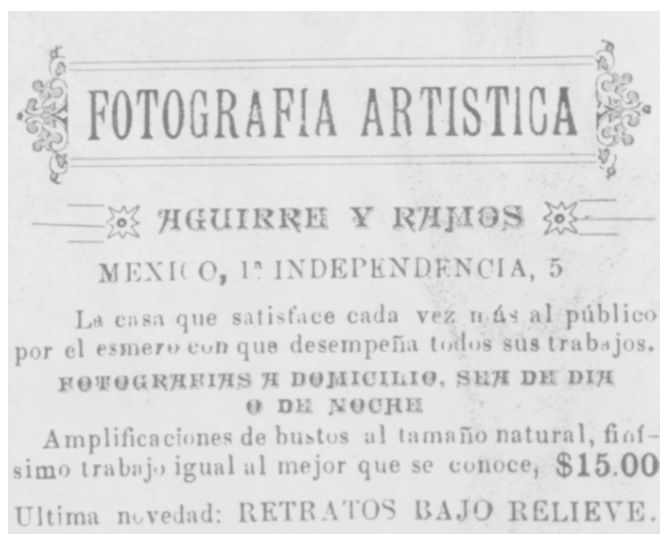 FOTOGRAFIA ARTISTICA
AGUIRRE Y RAMOS
MEXICO, 1ª INDEPENDENCIA, 5
La casa que satisface cada vez más al público
por el esmero con que desempeña todos sus trabajos.
FOTOGRAFIAS A DOMICILIO, SEA DE DIA
O DE NOCHE
Amplificaciones de bustos al tamaño natural, finí-
simo trabajo igual al mejor que se conoce, $15.00
Ultima novedad: RETRATOS BAJO RELIEVE.